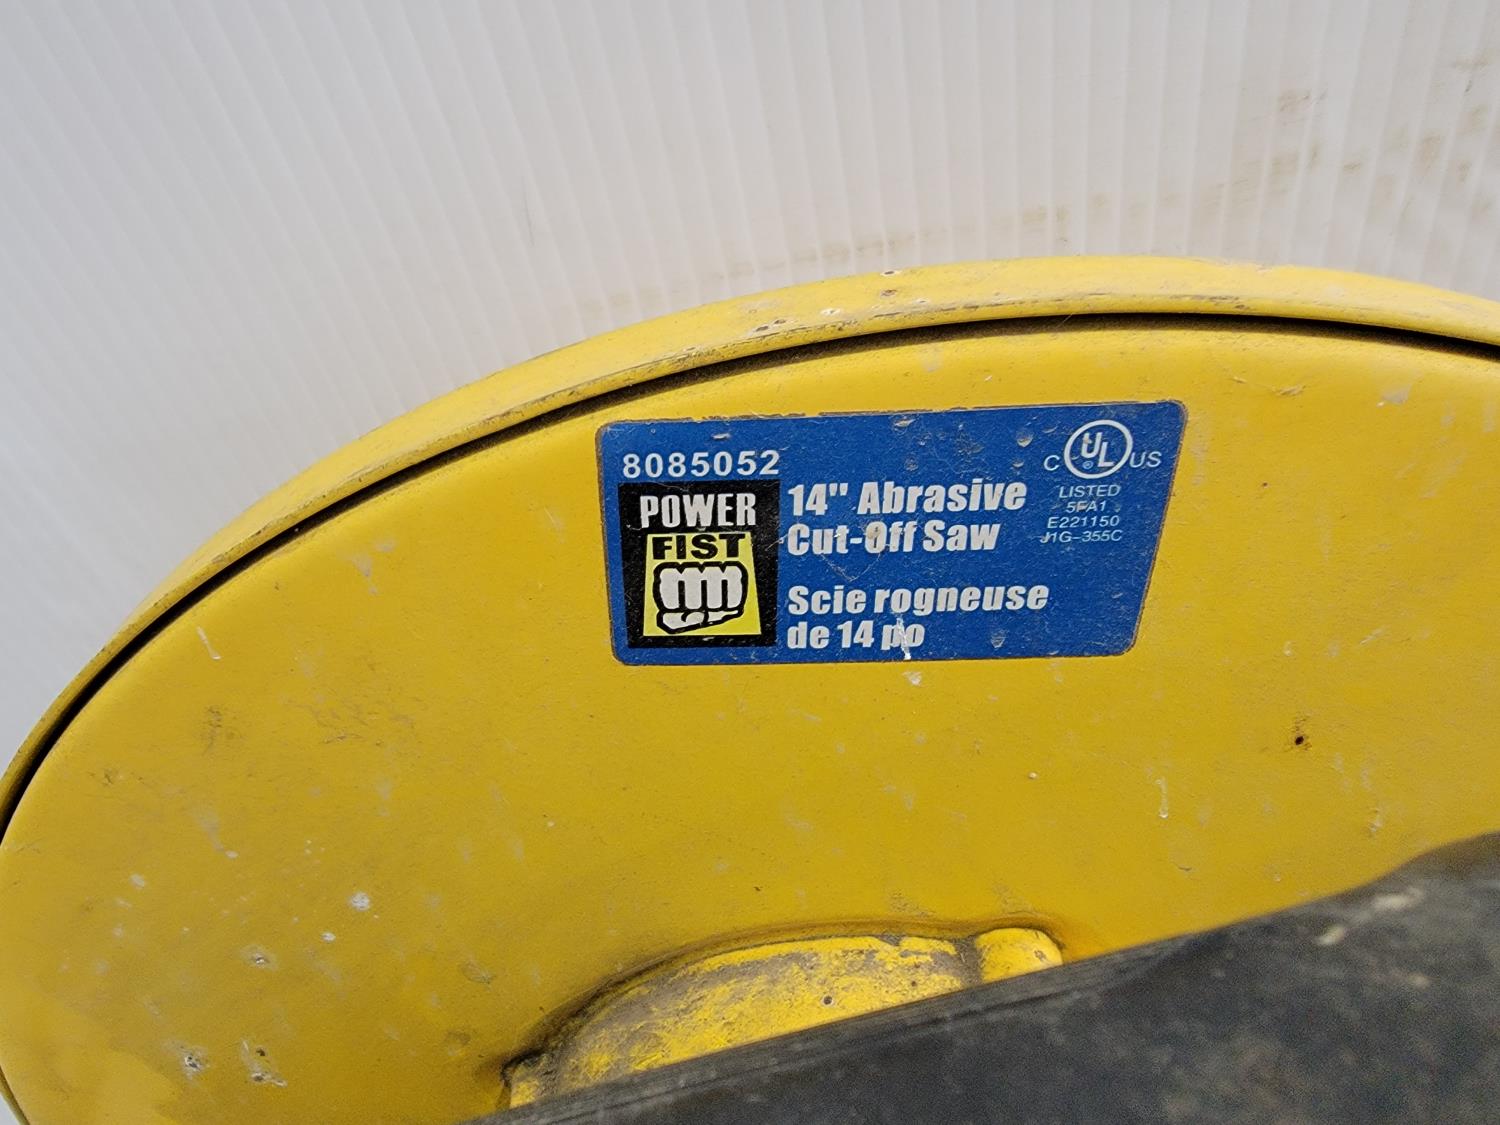 8085052
POWER
FIST
14" Abrasive
Cut-Off Saw
Scie rogneuse
de 14 po
C UL ® US
LISTED
5FA1
E221150
J1G-355C